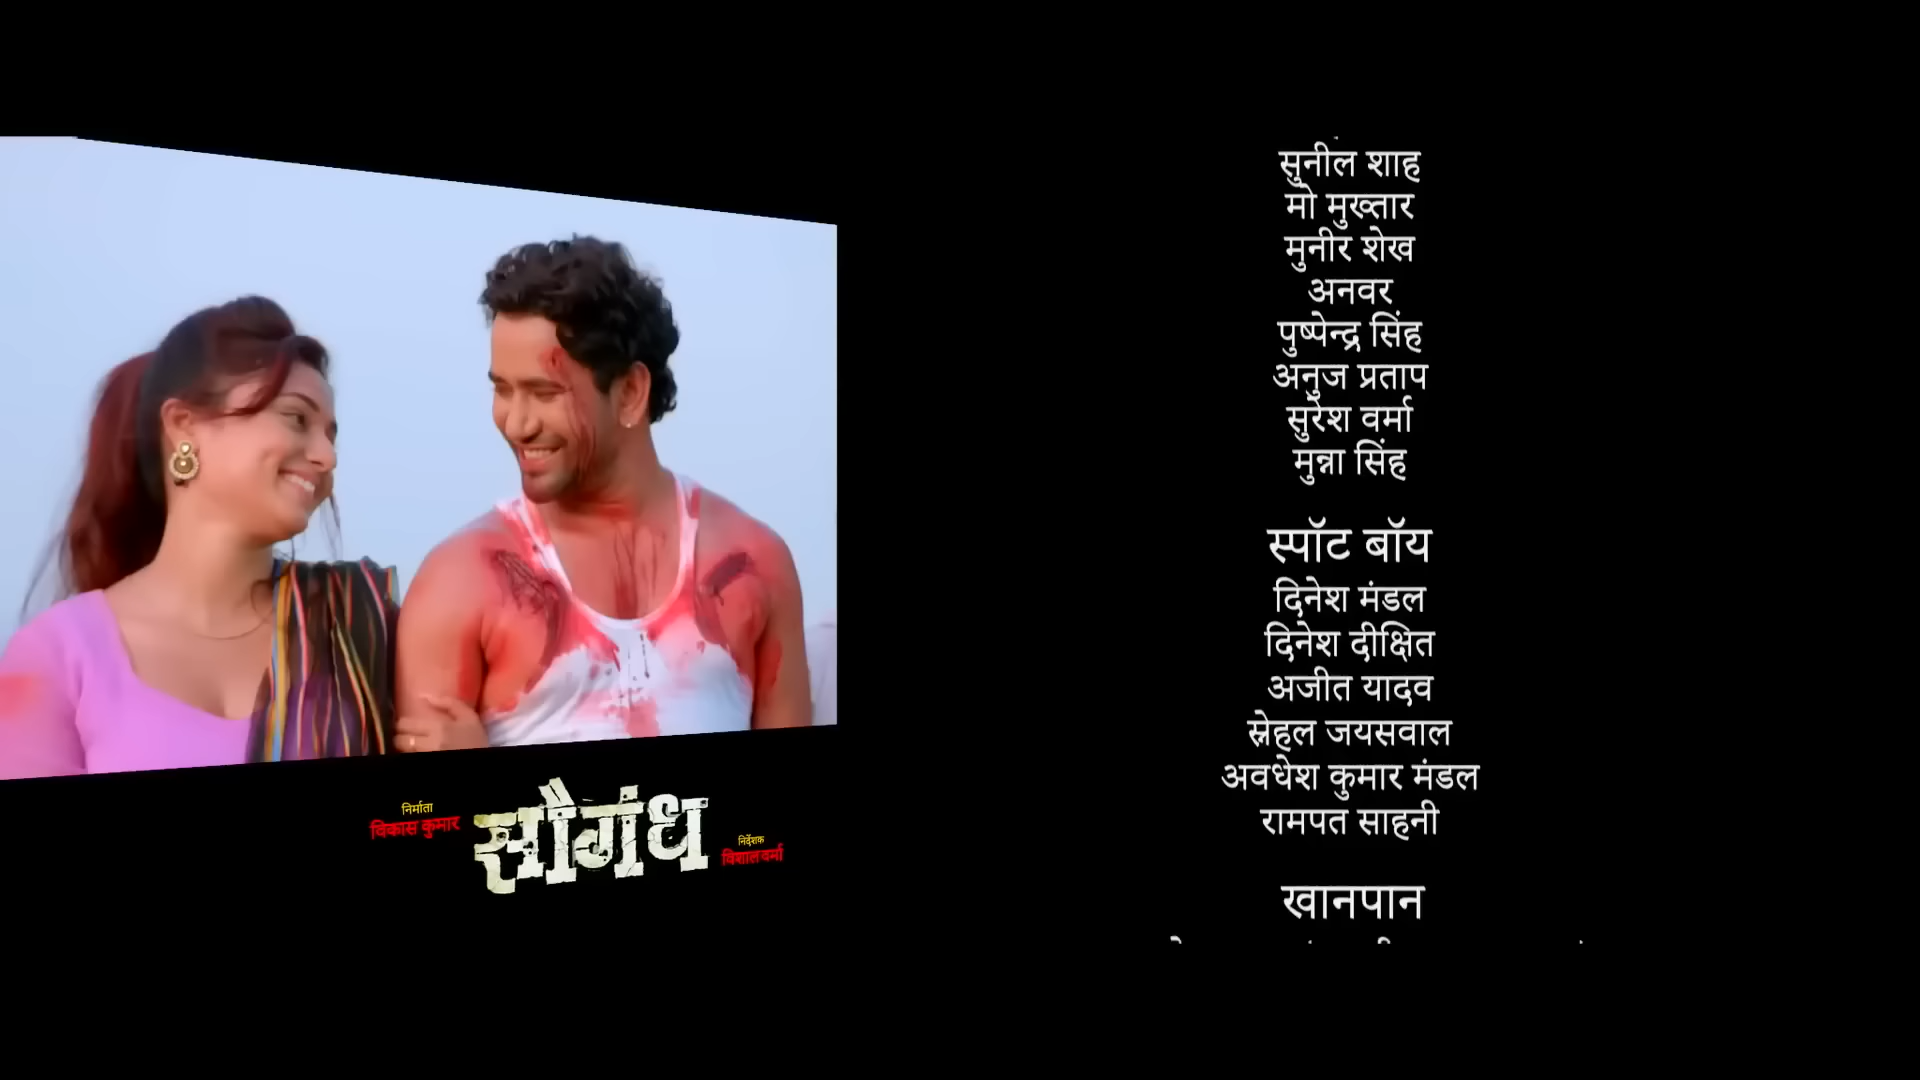 सुनील शाह
मो मुख्तार
मुनीर शेख
अनवर
पुष्पेन्द्र सिंह
अनुज प्रताप
सुरेश वर्मा
मुन्ना सिंह
स्पॉट बॉय
दिनेश मंडल
दिनेश दीक्षित
अजीत यादव
स्नेहल जयसवाल
अवधेश कुमार मंडल
रामपत साहनी
खानपान
निर्माता
विकास कुमार
सौगंध
निर्देशक
विशाल वर्मा